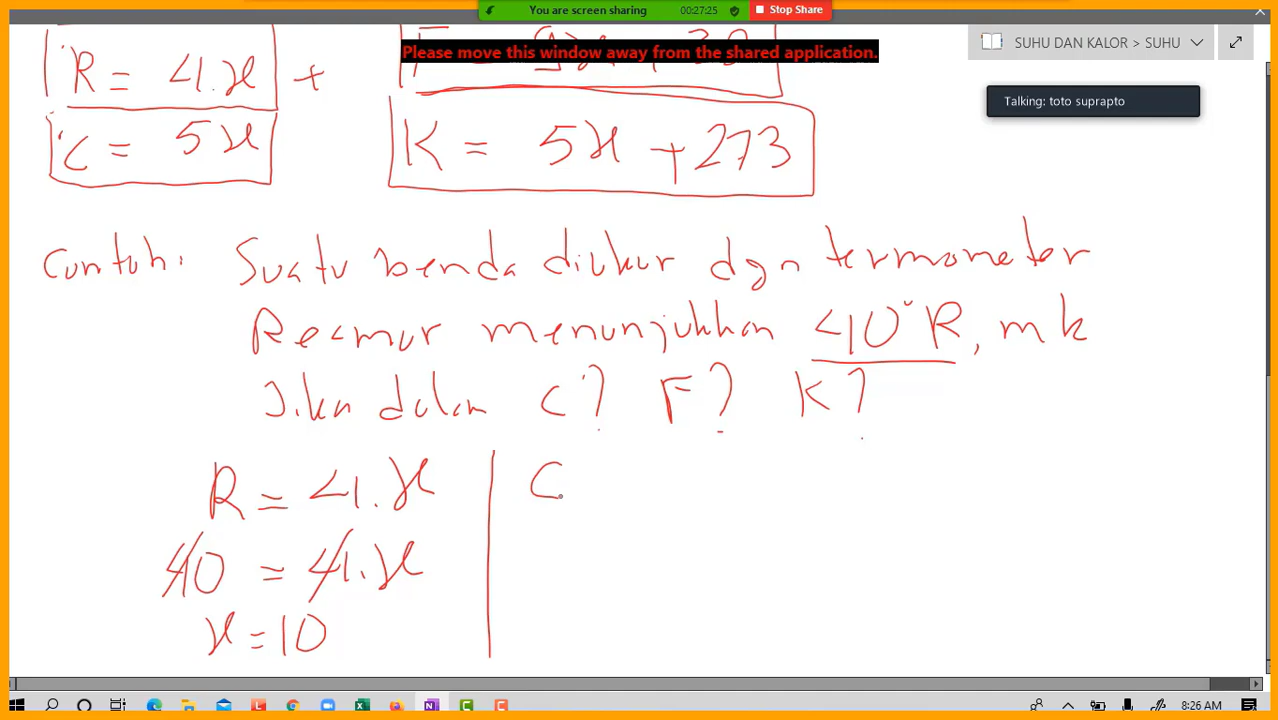 You are screen sharing 00:27:25 Stop Share
Please move this window away from the shared application.
SUHU DAN KALOR > SUHU
Talking: toto suprapto
R = 4.x +
C = 5x
K = 5x + 273
Contoh: Suatu benda diukur dgn termometer
Reamur menunjukkan 40°R, mk
Jika dalam C? F? K?
R = 4.x
40 = 4.x
x = 10
C
8:26 AM